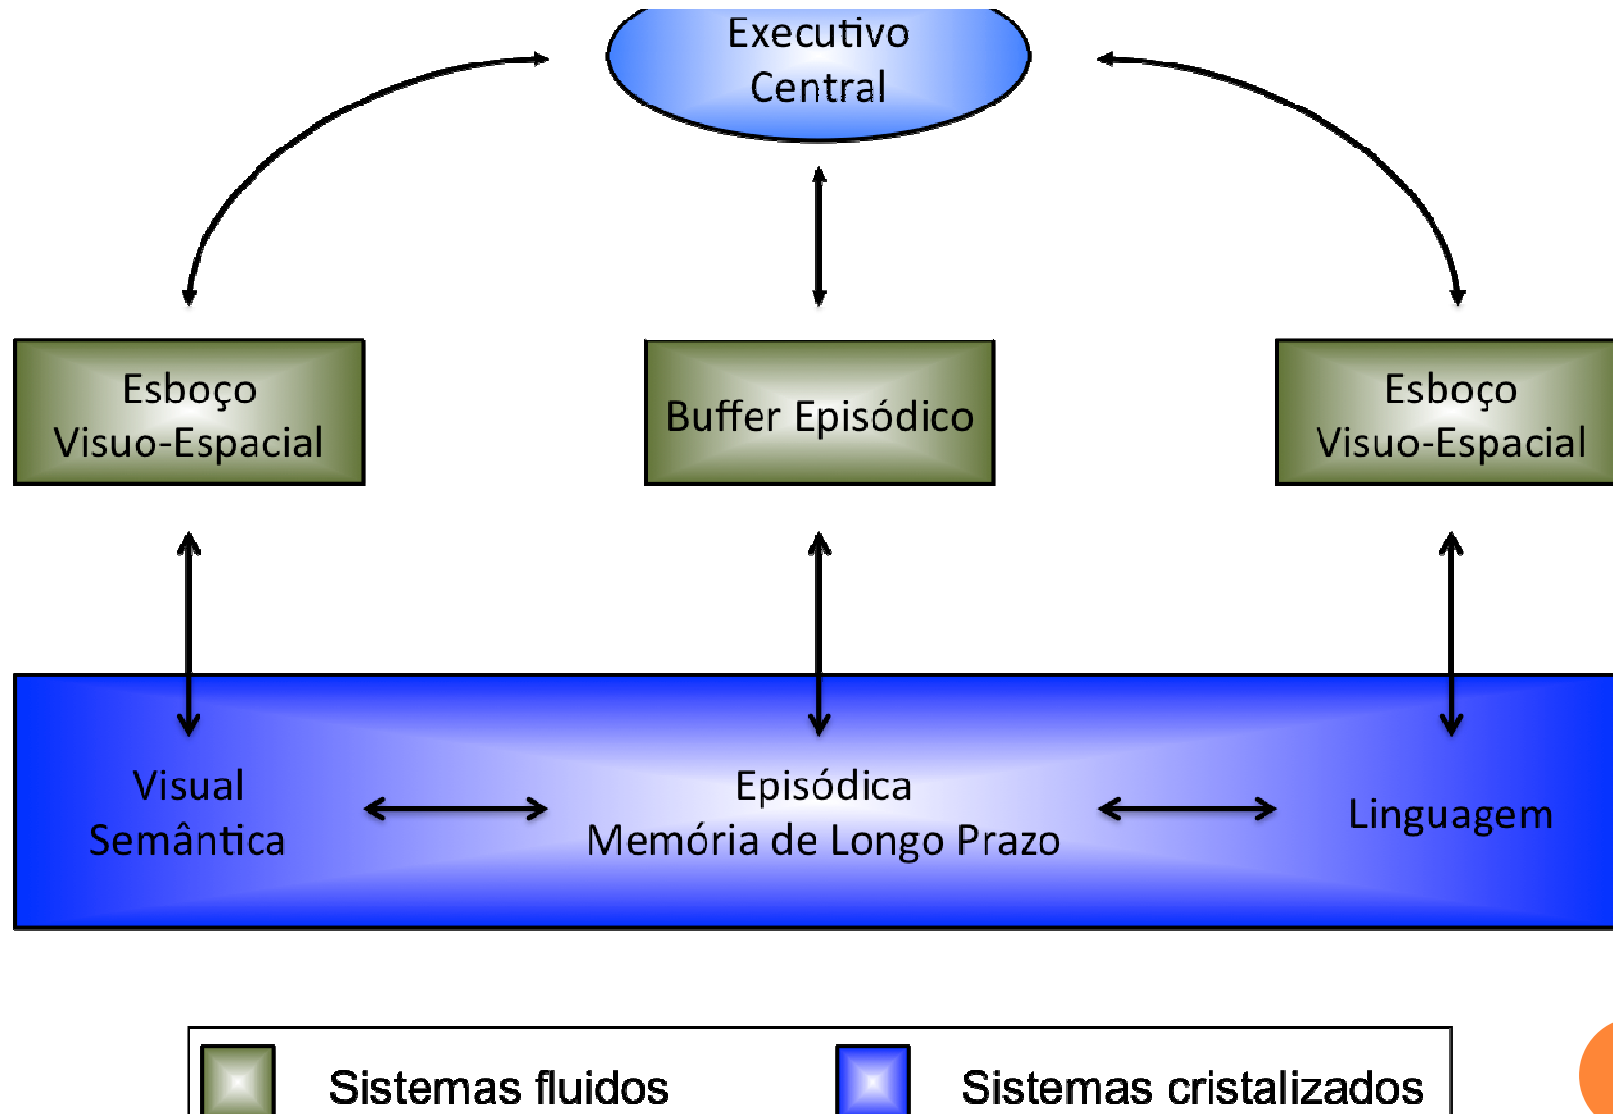 Executivo
Central
Esboço
Visuo-Espacial
Buffer Episódico
Esboço
Visuo-Espacial
Visual
Semântica
Episódica
Memória de Longo Prazo
Linguagem
Sistemas fluidos
Sistemas cristalizados